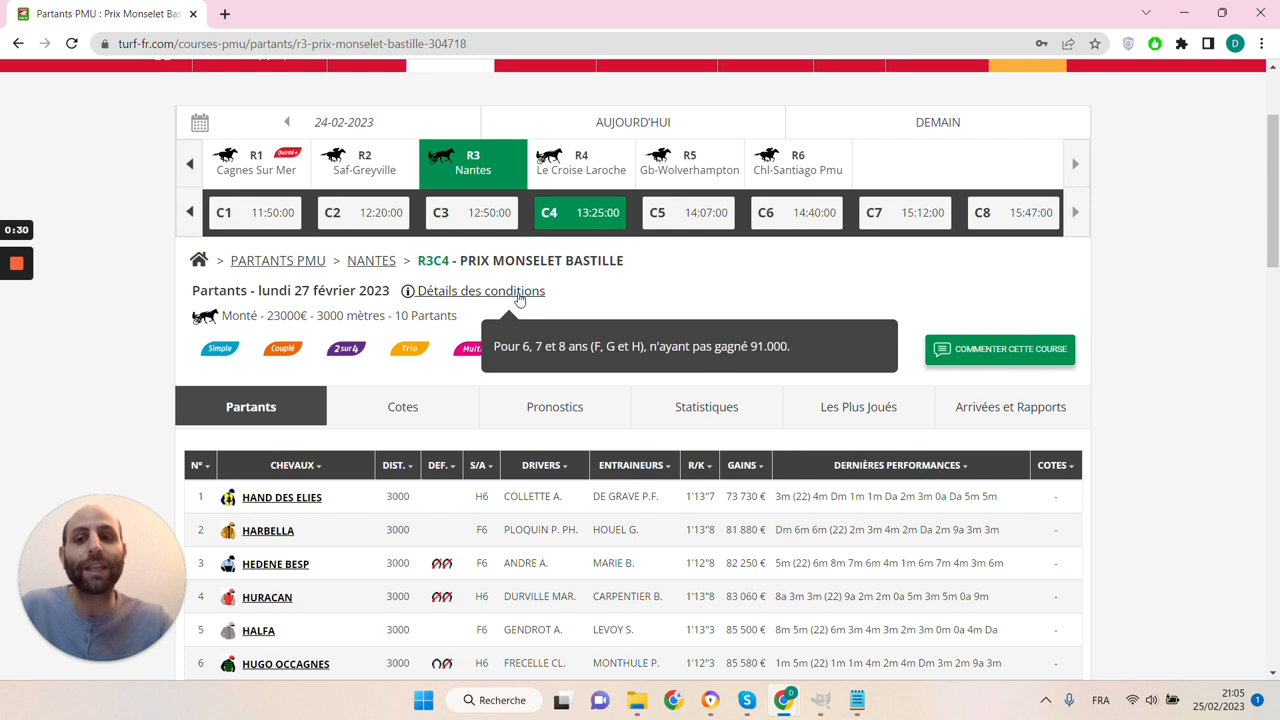 Partants PMU : Prix Monselet Bas
turf-fr.com/courses-pmu/partants/r3-prix-monselet-bastille-304718
D
24-02-2023 AUJOURD'HUI DEMAIN
R1 Quinté+ R2 R3 R4 R5 R6
Cagnes Sur Mer Saf-Greyville Nantes Le Croise Laroche Gb-Wolverhampton Chl-Santiago Pmu
C1 11:50:00 C2 12:20:00 C3 12:50:00 C4 13:25:00 C5 14:07:00 C6 14:40:00 C7 15:12:00 C8 15:47:00
0:30
> PARTANTS PMU > NANTES > R3C4 - PRIX MONSELET BASTILLE
Partants - lundi 27 février 2023 Détails des conditions
Monté - 23000€ - 3000 mètres - 10 Partants
Pour 6, 7 et 8 ans (F, G et H), n'ayant pas gagné 91.000.
Simple Couplé 2sur4 Trio Mult
COMMENTER CETTE COURSE
Partants Cotes Pronostics Statistiques Les Plus Joués Arrivées et Rapports
N° CHEVAUX DIST. DEF. S/A DRIVERS ENTRAINEURS R/K GAINS DERNIÈRES PERFORMANCES COTES
1 HAND DES ELIES 3000 H6 COLLETTE A. DE GRAVE P.F. 1'13"7 73 730 € 3m (22) 4m Dm 1m 1m Da 2m 3m 0a Da 5m 5m -
2 HARBELLA 3000 F6 PLOQUIN P. PH. HOUEL G. 1'13"8 81 880 € Dm 6m 6m (22) 2m 3m 4m 2m Da 2m 9a 3m 3m -
3 HEDENE BESP 3000 F6 ANDRE A. MARIE B. 1'12"8 82 250 € 5m (22) 6m 8m 7m 6m 4m 1m 6m 7m 4m 3m 6m -
4 HURACAN 3000 H6 DURVILLE MAR. CARPENTIER B. 1'13"8 83 060 € 8a 3m 3m (22) 9a 2m 2m 0a 5m 3m 5m 0a 9m -
5 HALFA 3000 F6 GENDROT A. LEVOY S. 1'13"3 85 500 € 8m 5m (22) 6m 3m 4m 3m 2m 3m 0m 0a 4m Da -
6 HUGO OCCAGNES 3000 H6 FRECELLE CL. MONTHULE P. 1'12"3 85 580 € 1m 5m (22) 1m 1m 4m 2m 4m Dm 3m 2m 9a 3m -
Recherche
FRA
21:05
25/02/2023
1